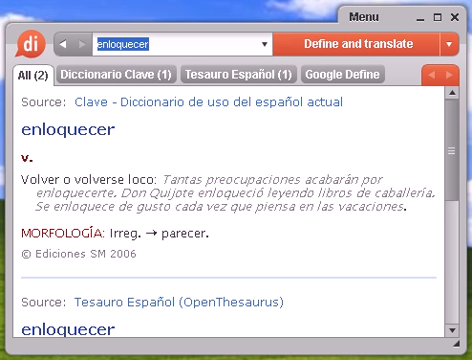 Menu
di
enloquecer
Define and translate
All (2)
Diccionario Clave (1)
Tesauro Español (1)
Google Define
Source: Clave - Diccionario de uso del español actual
enloquecer
v.
Volver o volverse loco: Tantas preocupaciones acabarán por
enloquecerte. Don Quijote enloqueció leyendo libros de caballería.
Se enloquece de gusto cada vez que piensa en las vacaciones.
MORFOLOGÍA: Irreg. → parecer.
© Ediciones SM 2006
Source: Tesauro Español (OpenThesaurus)
enloquecer